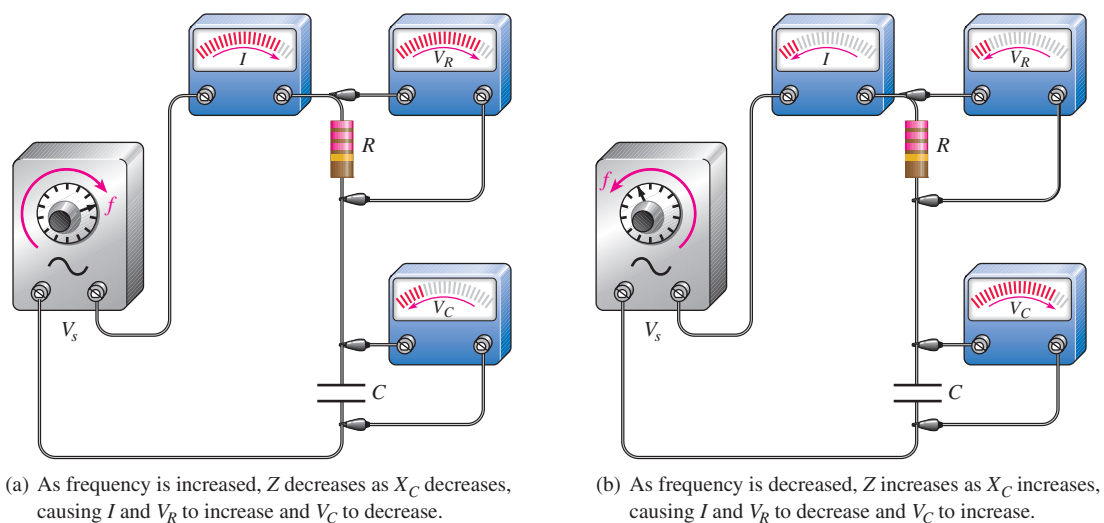 I
V_R
R
f
V_s
V_C
C
(a) As frequency is increased, Z decreases as X_C decreases,
causing I and V_R to increase and V_C to decrease.
I
V_R
R
f
V_s
V_C
C
(b) As frequency is decreased, Z increases as X_C increases,
causing I and V_R to decrease and V_C to increase.